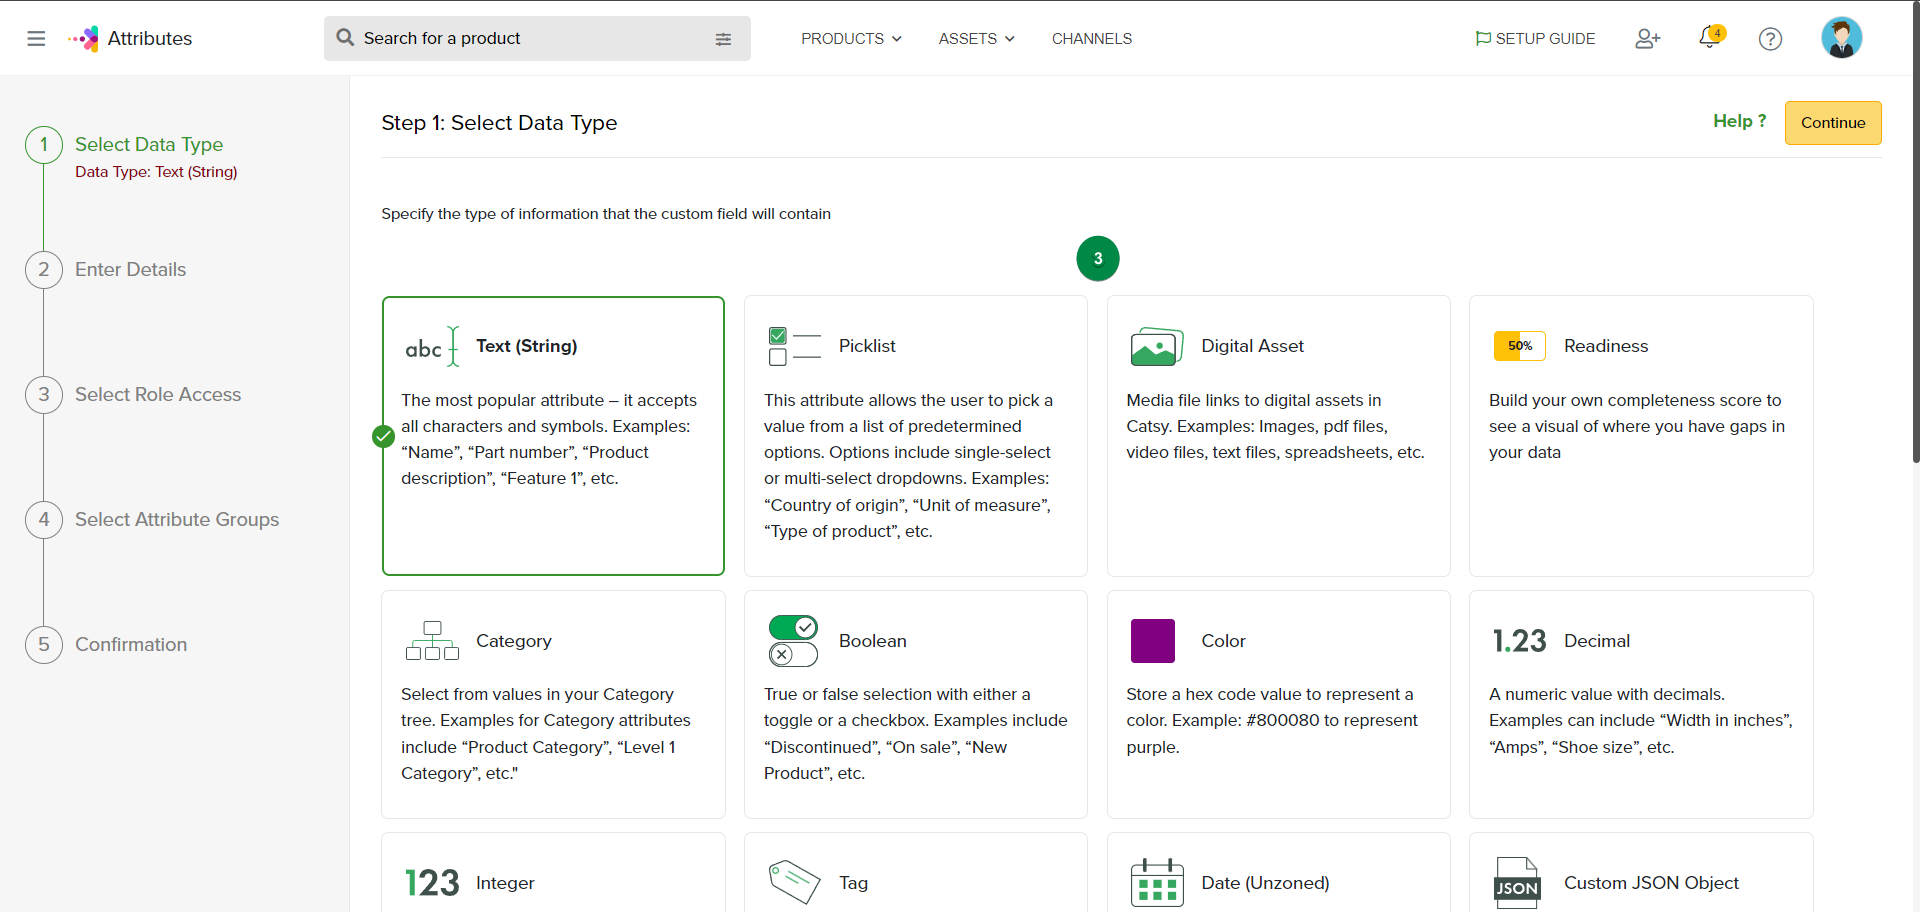 Attributes
Search for a product
PRODUCTS
ASSETS
CHANNELS
SETUP GUIDE
4
?
1
Select Data Type
Data Type: Text (String)
2
Enter Details
3
Select Role Access
4
Select Attribute Groups
5
Confirmation
Step 1: Select Data Type
Help ?
Continue
Specify the type of information that the custom field will contain
3
abc
Text (String)
The most popular attribute – it accepts
all characters and symbols. Examples:
“Name”, “Part number”, “Product
description”, “Feature 1”, etc.
Picklist
This attribute allows the user to pick a
value from a list of predetermined
options. Options include single-select
or multi-select dropdowns. Examples:
“Country of origin”, “Unit of measure”,
“Type of product”, etc.
Digital Asset
Media file links to digital assets in
Catsy. Examples: Images, pdf files,
video files, text files, spreadsheets, etc.
50%
Readiness
Build your own completeness score to
see a visual of where you have gaps in
your data
Category
Select from values in your Category
tree. Examples for Category attributes
include “Product Category”, “Level 1
Category”, etc."
Boolean
True or false selection with either a
toggle or a checkbox. Examples include
“Discontinued”, “On sale”, “New
Product”, etc.
Color
Store a hex code value to represent a
color. Example: #800080 to represent
purple.
1.23
Decimal
A numeric value with decimals.
Examples can include “Width in inches”,
“Amps”, “Shoe size”, etc.
123
Integer
Tag
Date (Unzoned)
JSON
Custom JSON Object